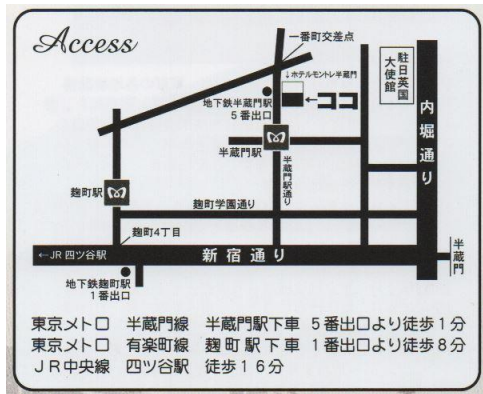 Access
一番町交差点
↓ホテルモントレ半蔵門
←ココ
駐日英国
大使館
地下鉄半蔵門駅
5番出口
半蔵門駅
内堀通り
半蔵門駅通り
麹町駅
麹町学園通り
麹町4丁目
←JR四ツ谷駅
新宿通り
半蔵門
地下鉄麹町駅
1番出口
東京メトロ 半蔵門線 半蔵門駅下車 5番出口より徒歩1分
東京メトロ 有楽町線 麹町駅下車 1番出口より徒歩8分
JR中央線 四ツ谷駅 徒歩16分